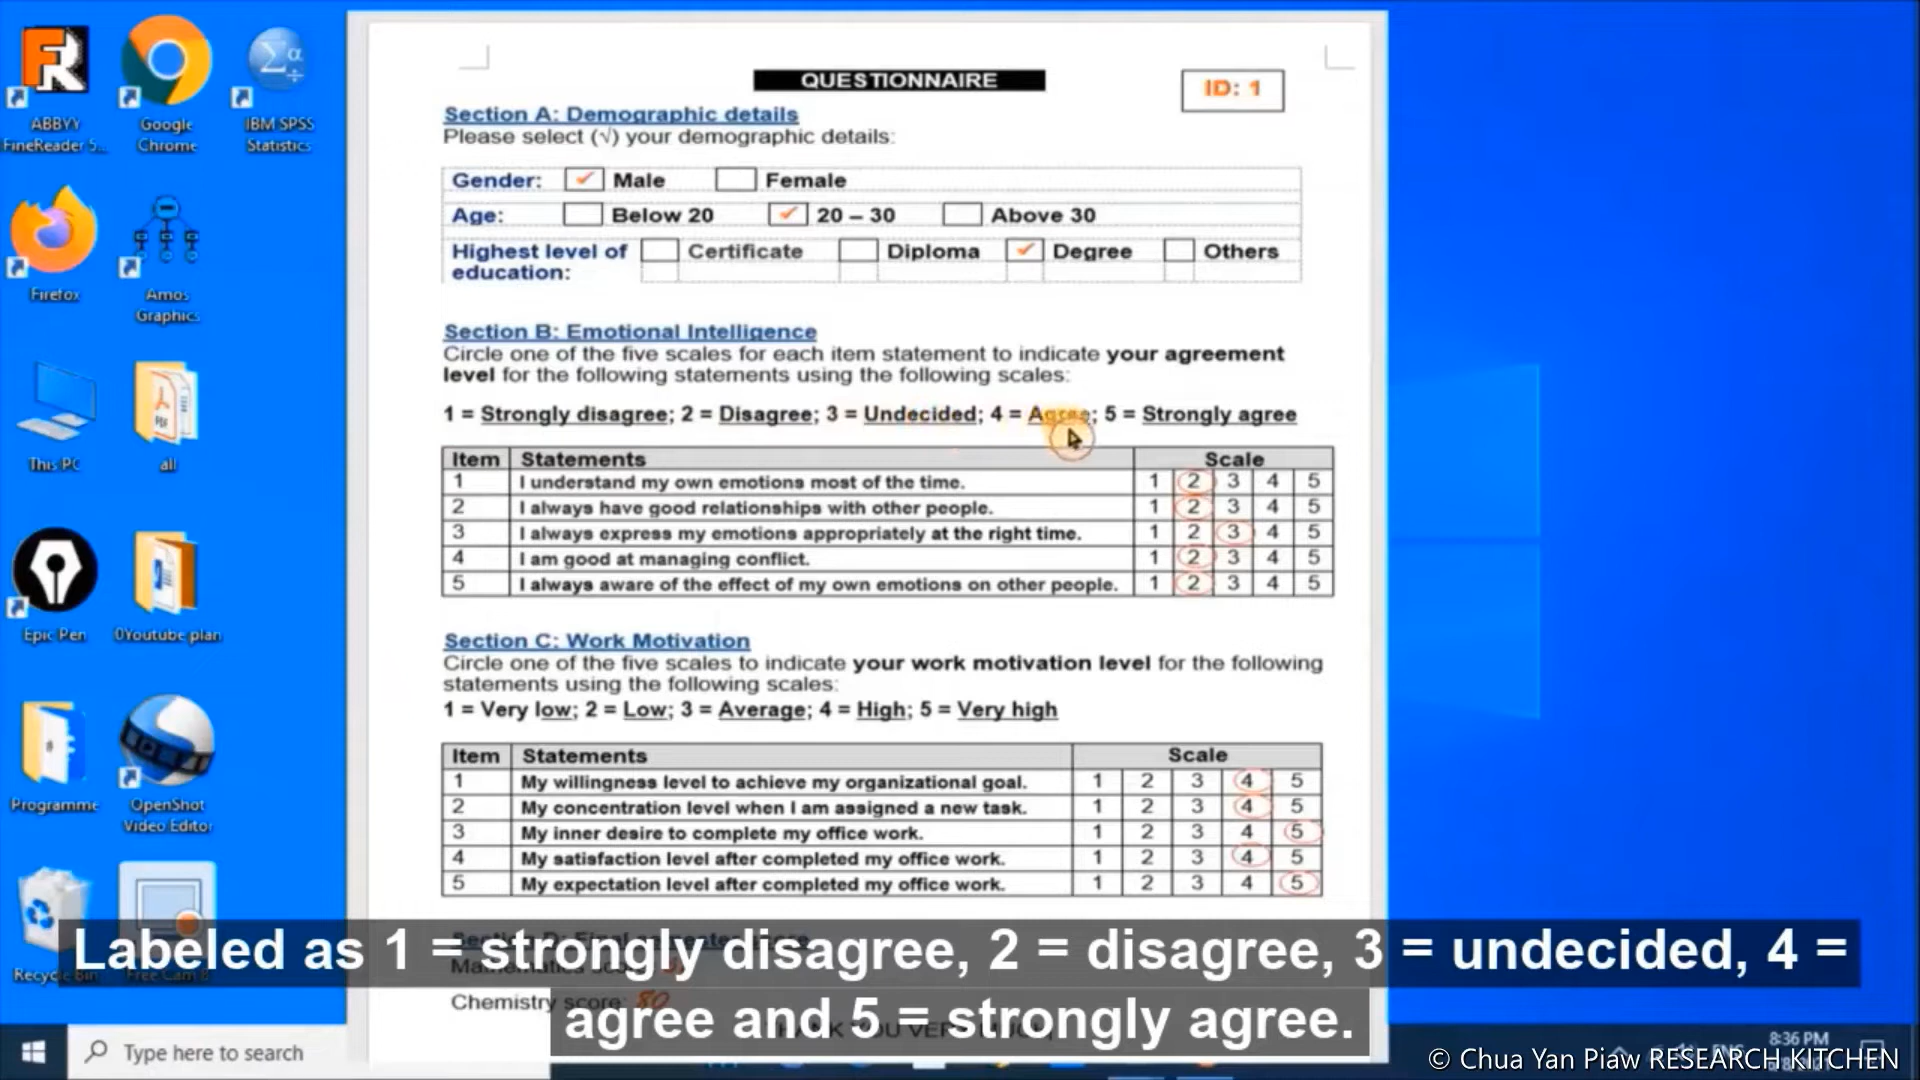 QUESTIONNAIRE
ID: 1
Section A: Demographic details
Please select (√) your demographic details:
Gender: ✓ Male Female
Age: Below 20 ✓ 20 – 30 Above 30
Highest level of education: Certificate Diploma ✓ Degree Others
Section B: Emotional Intelligence
Circle one of the five scales for each item statement to indicate your agreement
level for the following statements using the following scales:
1 = Strongly disagree; 2 = Disagree; 3 = Undecided; 4 = Agree; 5 = Strongly agree
Item Statements Scale
1 I understand my own emotions most of the time. 1 2 3 4 5
2 I always have good relationships with other people. 1 2 3 4 5
3 I always express my emotions appropriately at the right time. 1 2 3 4 5
4 I am good at managing conflict. 1 2 3 4 5
5 I always aware of the effect of my own emotions on other people. 1 2 3 4 5
Section C: Work Motivation
Circle one of the five scales to indicate your work motivation level for the following
statements using the following scales:
1 = Very low; 2 = Low; 3 = Average; 4 = High; 5 = Very high
Item Statements Scale
1 My willingness level to achieve my organizational goal. 1 2 3 4 5
2 My concentration level when I am assigned a new task. 1 2 3 4 5
3 My inner desire to complete my office work. 1 2 3 4 5
4 My satisfaction level after completed my office work. 1 2 3 4 5
5 My expectation level after completed my office work. 1 2 3 4 5
Chemistry score: 80
ABBYY
FineReader 5...
Google
Chrome
IBM SPSS
Statistics
Firefox
Amos
Graphics
This PC
all
PDF
Epic Pen
0Youtube plan
Programme
OpenShot
Video Editor
Recycle Bin
Free Cam 8
Labeled as 1 = strongly disagree, 2 = disagree, 3 = undecided, 4 =
agree and 5 = strongly agree.
Type here to search
8:36 PM
© Chua Yan Piaw RESEARCH KITCHEN